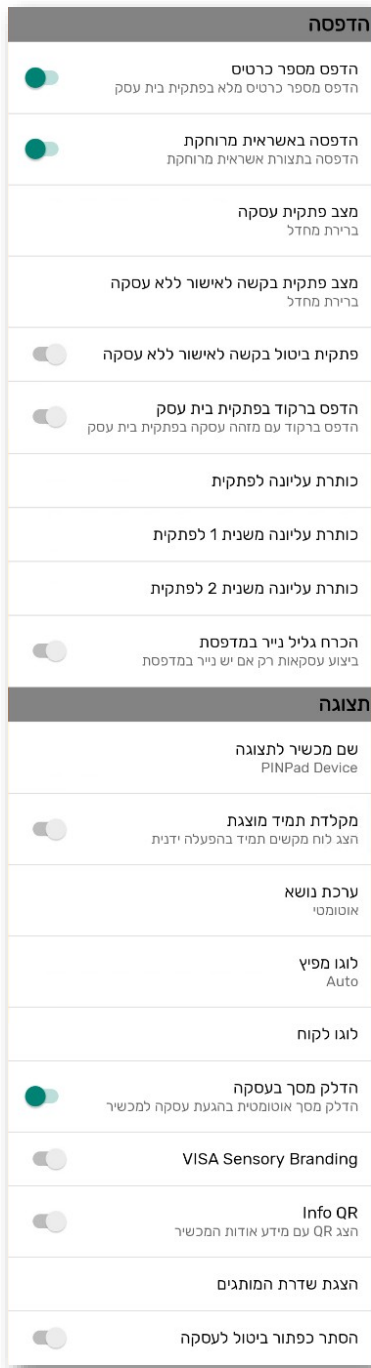 הדפסה
הדפס מספר כרטיס
הדפס מספר כרטיס מלא בפתקית בית עסק
הדפסה באשראית מרוחקת
הדפסה בתצורת אשראית מרוחקת
מצב פתקית עסקה
ברירת מחדל
מצב פתקית בקשה לאישור ללא עסקה
ברירת מחדל
פתקית ביטול בקשה לאישור ללא עסקה
הדפס ברקוד בפתקית בית עסק
הדפס ברקוד עם מזהה עסקה בפתקית בית עסק
כותרת עליונה לפתקית
כותרת עליונה משנית 1 לפתקית
כותרת עליונה משנית 2 לפתקית
הכרח גליל נייר במדפסת
ביצוע עסקאות רק אם יש נייר במדפסת
תצוגה
שם מכשיר לתצוגה
PINPad Device
מקלדת תמיד מוצגת
הצג לוח מקשים תמיד בהפעלה ידנית
ערכת נושא
אוטומטי
לוגו מפיץ
Auto
לוגו לקוח
הדלק מסך בעסקה
הדלק מסך אוטומטית בהגעת עסקה למכשיר
VISA Sensory Branding
Info QR
הצג QR עם מידע אודות המכשיר
הצגת שדרת המותגים
הסתר כפתור ביטול לעסקה